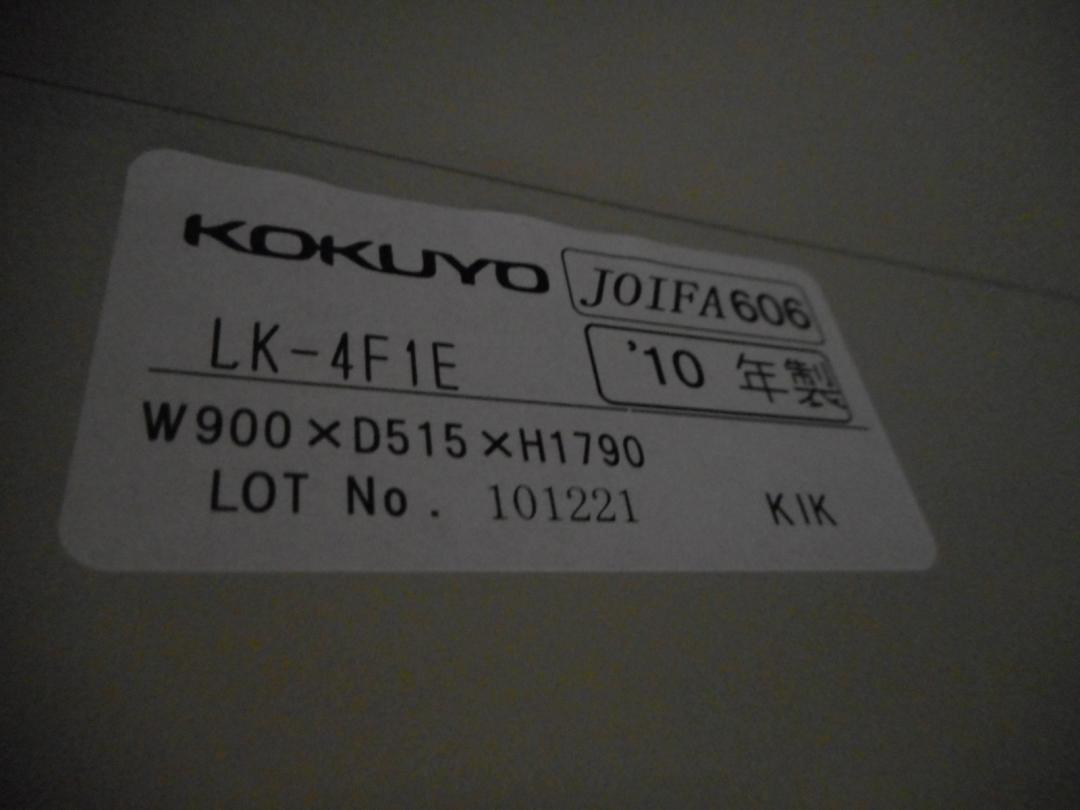 KOKUYO JOIFA606
LK-4F1E '10 年製
W900×D515×H1790
LOT No. 101221 KIK